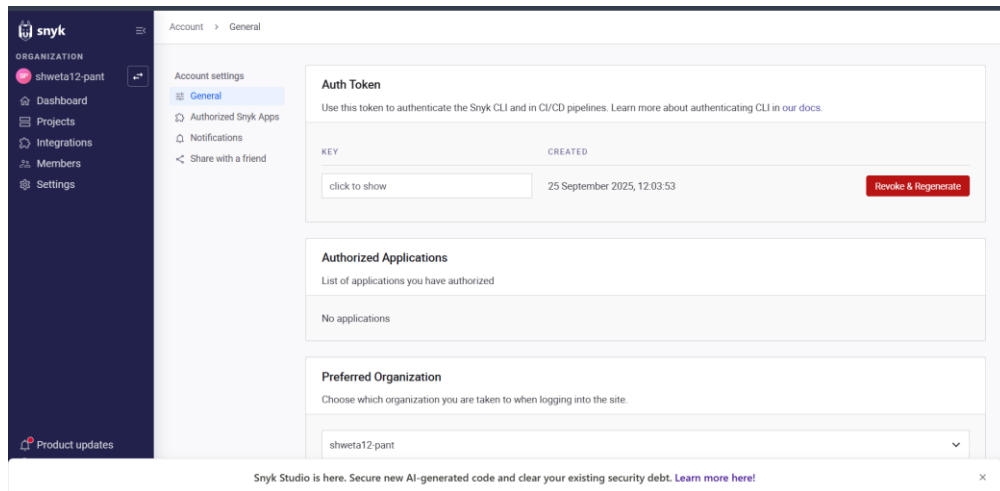 snyk
ORGANIZATION
SP shweta12-pant
Dashboard
Projects
Integrations
Members
Settings
Product updates
Account > General
Account settings
General
Authorized Snyk Apps
Notifications
Share with a friend
Auth Token
Use this token to authenticate the Snyk CLI and in CI/CD pipelines. Learn more about authenticating CLI in our docs.
KEY CREATED
click to show 25 September 2025, 12:03:53 Revoke & Regenerate
Authorized Applications
List of applications you have authorized
No applications
Preferred Organization
Choose which organization you are taken to when logging into the site.
shweta12-pant
Snyk Studio is here. Secure new AI-generated code and clear your existing security debt. Learn more here!